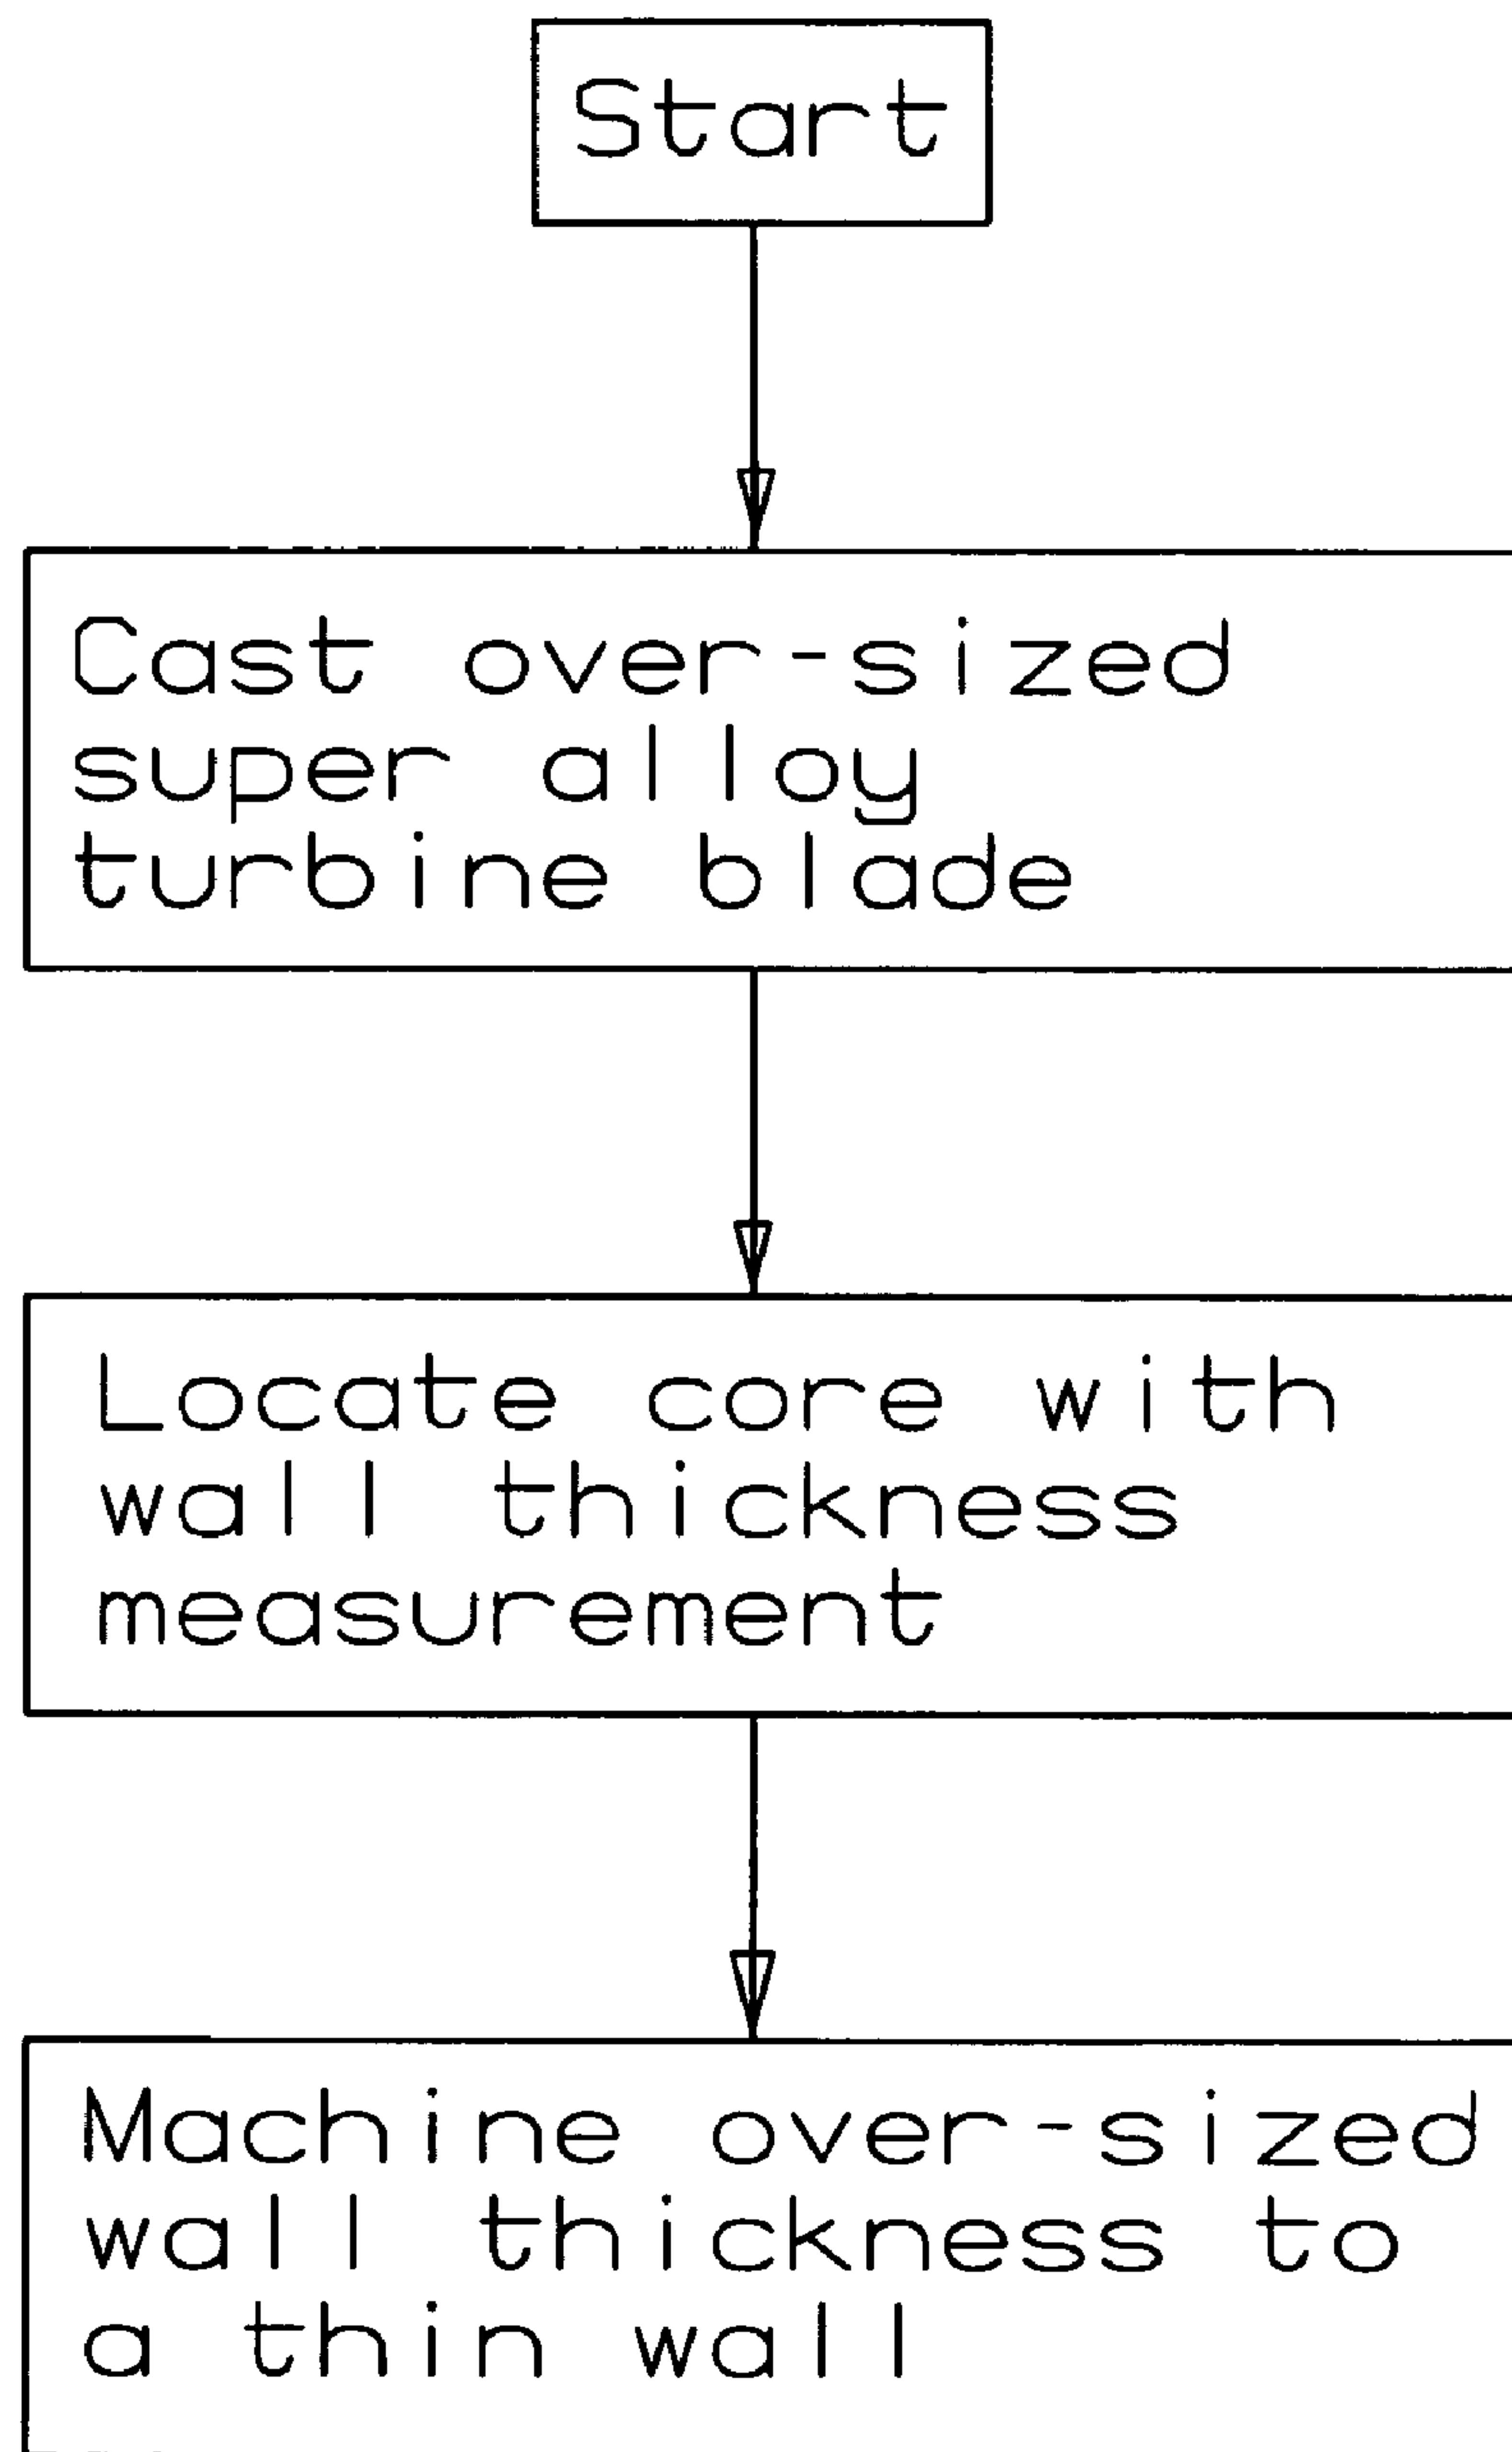 Start
Cast over-sized
super alloy
turbine blade
Locate core with
wall thickness
measurement
Machine over-sized
wall thickness to
a thin wall